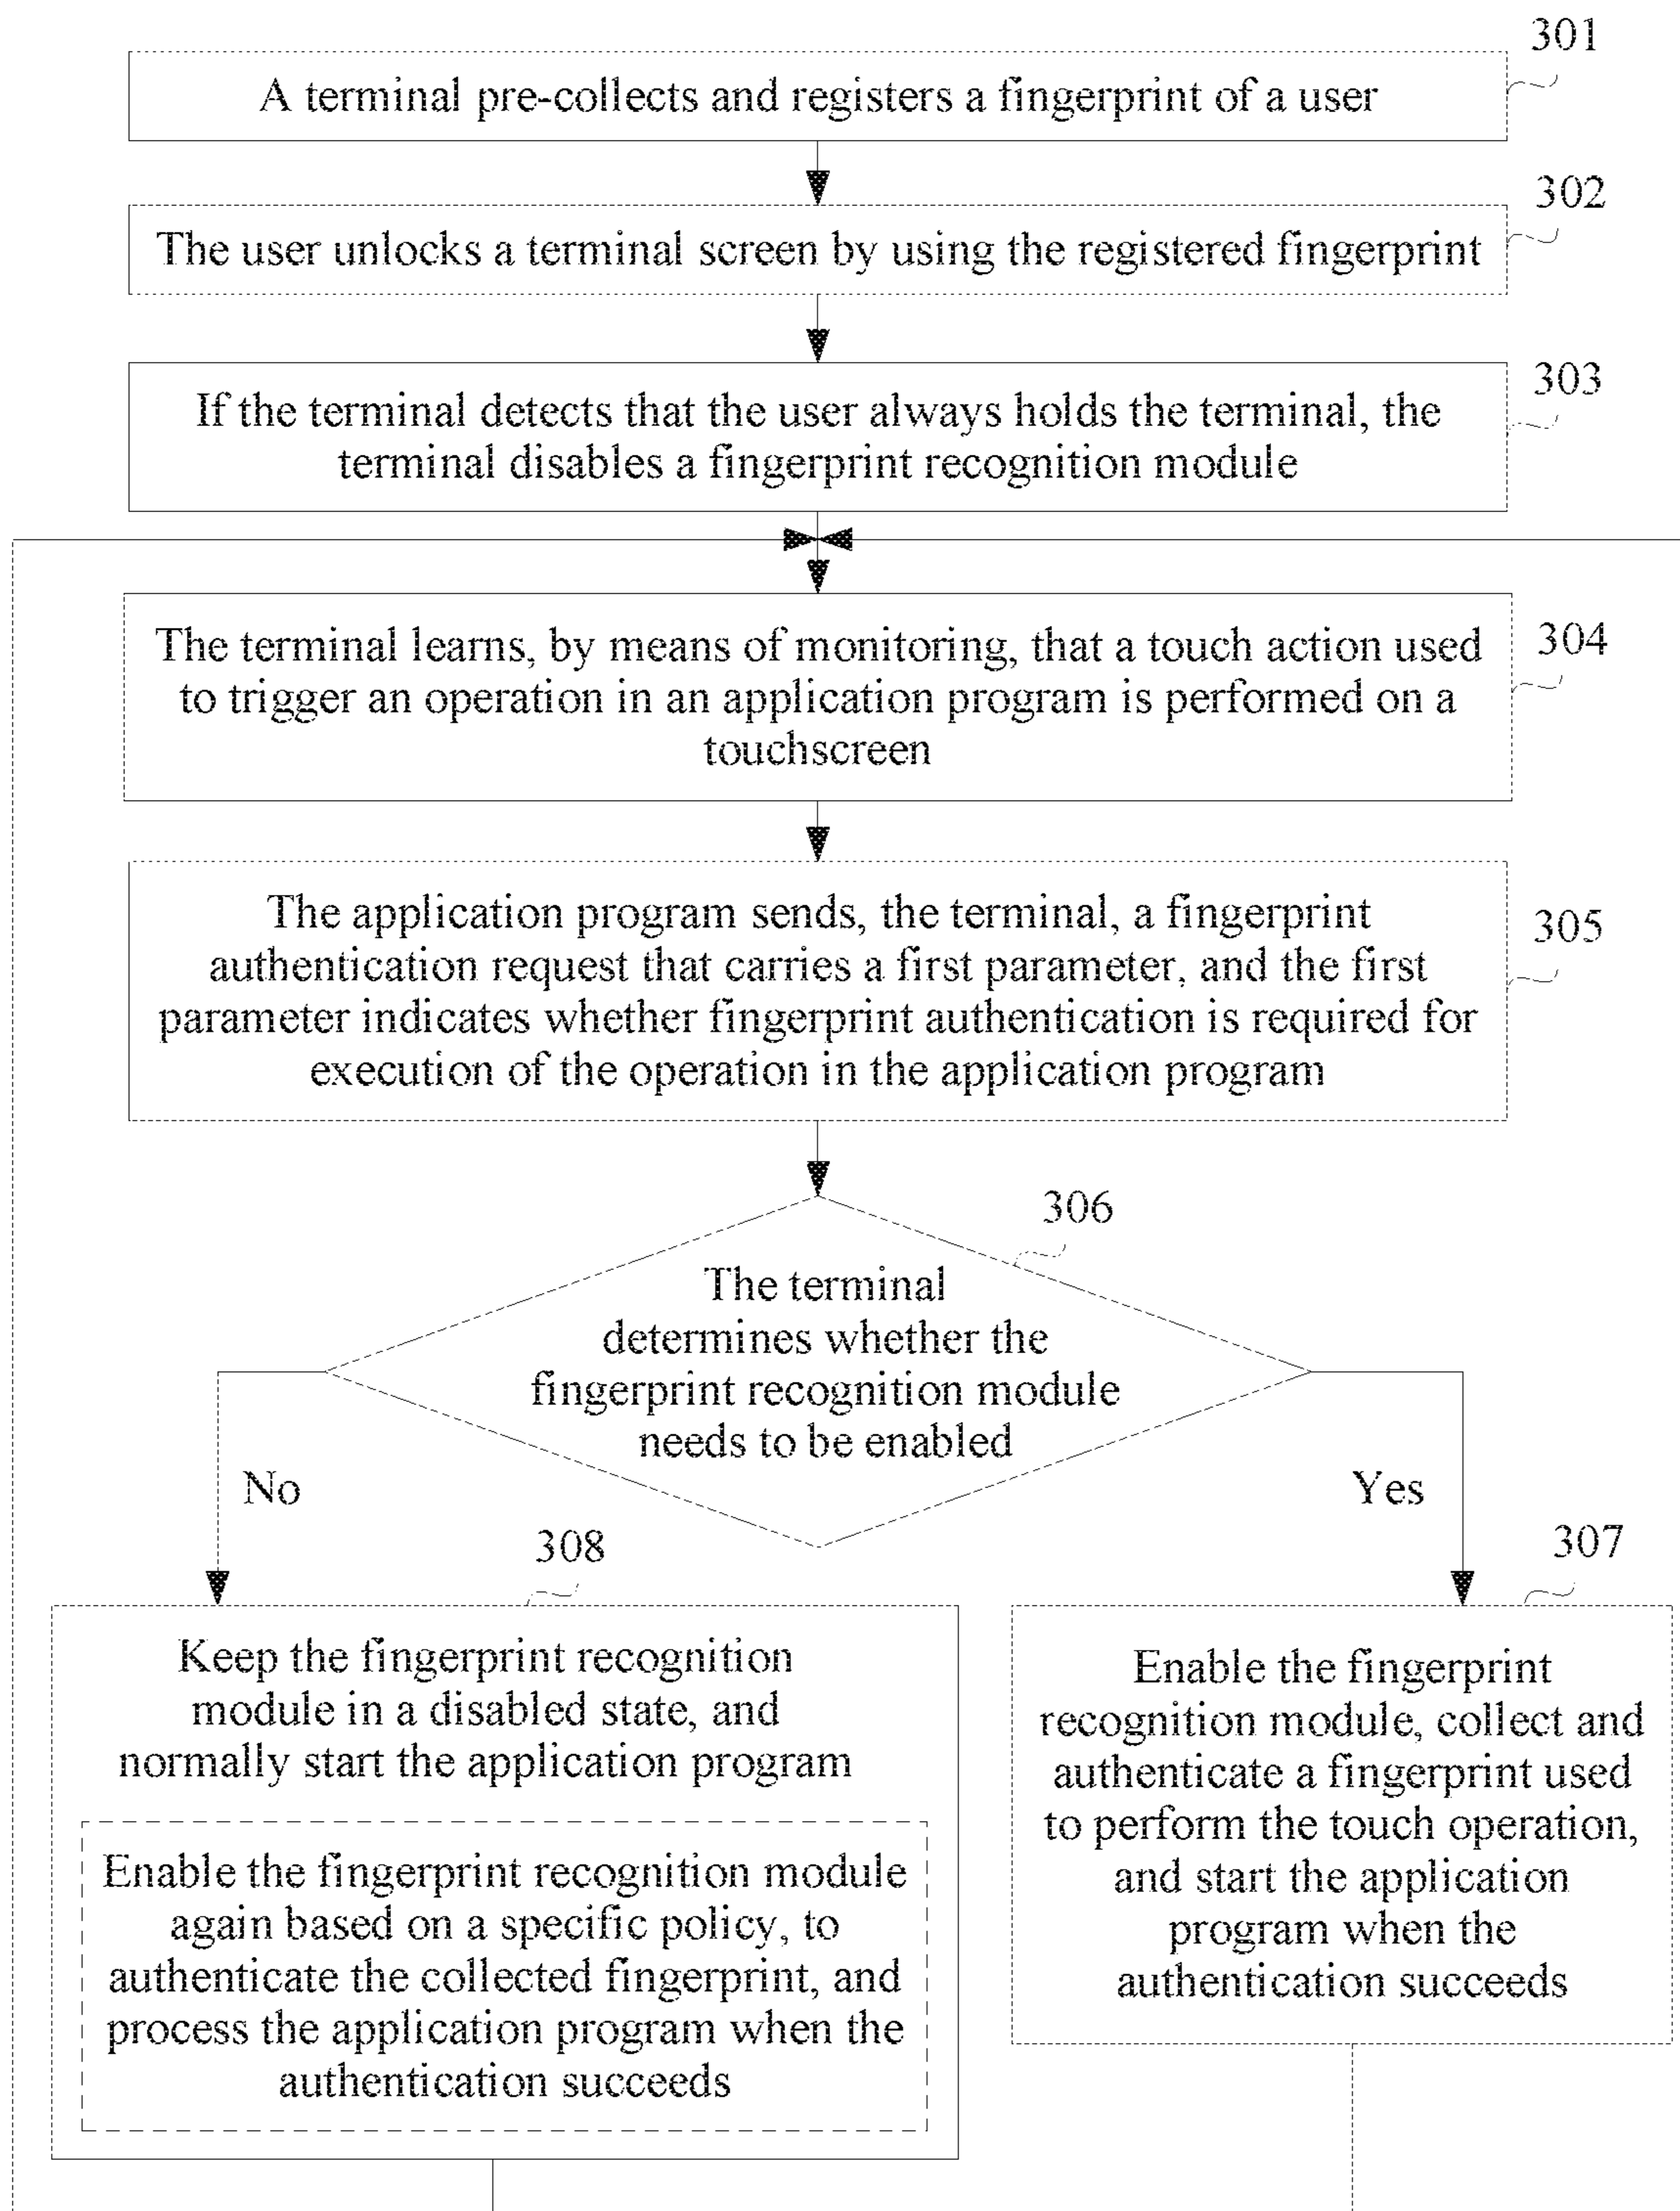 301
A terminal pre-collects and registers a fingerprint of a user
302
The user unlocks a terminal screen by using the registered fingerprint
303
If the terminal detects that the user always holds the terminal, the
terminal disables a fingerprint recognition module
304
The terminal learns, by means of monitoring, that a touch action used
to trigger an operation in an application program is performed on a
touchscreen
305
The application program sends, the terminal, a fingerprint
authentication request that carries a first parameter, and the first
parameter indicates whether fingerprint authentication is required for
execution of the operation in the application program
306
The terminal
determines whether the
fingerprint recognition module
needs to be enabled
No
Yes
308
Keep the fingerprint recognition
module in a disabled state, and
normally start the application program
Enable the fingerprint recognition module
again based on a specific policy, to
authenticate the collected fingerprint, and
process the application program when the
authentication succeeds
307
Enable the fingerprint
recognition module, collect and
authenticate a fingerprint used
to perform the touch operation,
and start the application
program when the
authentication succeeds